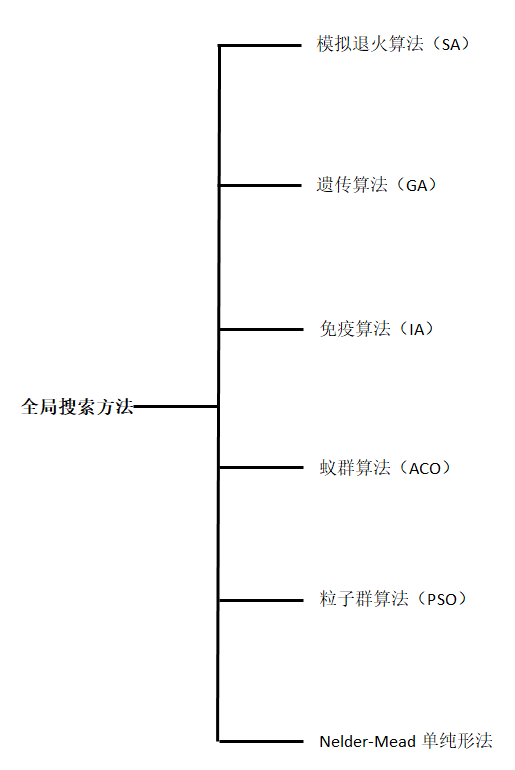 模拟退火算法（SA）
遗传算法（GA）
免疫算法（IA）
全局搜索方法
蚁群算法（ACO）
粒子群算法（PSO）
Nelder-Mead 单纯形法